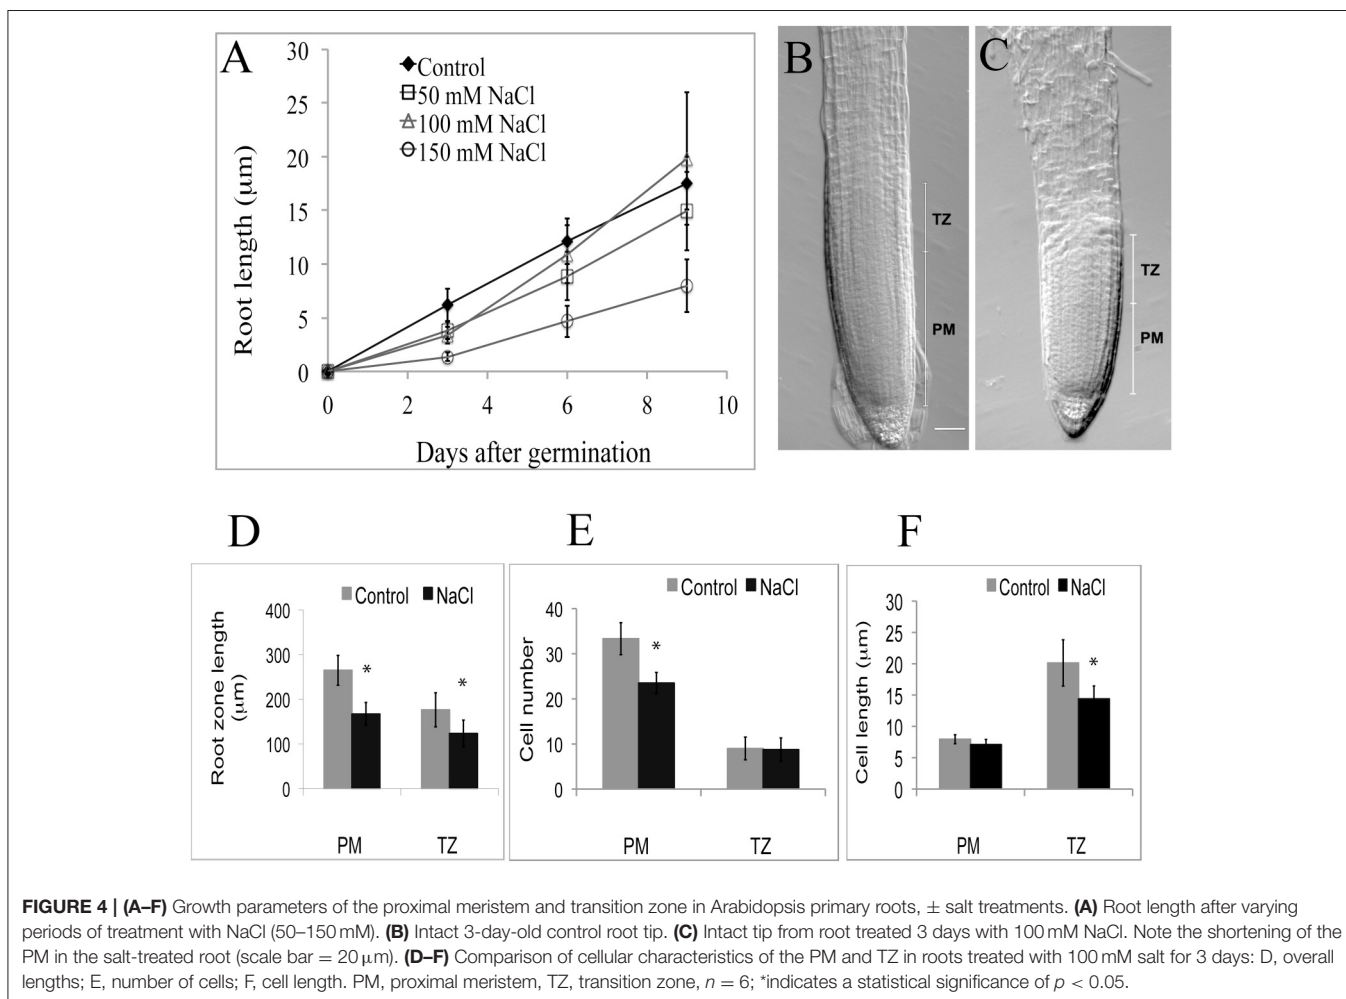 A
30
25
20
15
10
5
0
Root length (μm)
Control
50 mM NaCl
100 mM NaCl
150 mM NaCl
0 2 4 6 8 10
Days after germination
B
TZ
PM
C
TZ
PM
D
Control NaCl
400
300
200
100
0
Root zone length
(μm)
*
*
PM TZ
E
Control NaCl
40
30
20
10
0
Cell number
*
PM TZ
F
Control NaCl
30
25
20
15
10
5
0
Cell length (μm)
*
PM TZ
FIGURE 4 | (A–F) Growth parameters of the proximal meristem and transition zone in Arabidopsis primary roots, ± salt treatments. (A) Root length after varying
periods of treatment with NaCl (50–150 mM). (B) Intact 3-day-old control root tip. (C) Intact tip from root treated 3 days with 100 mM NaCl. Note the shortening of the
PM in the salt-treated root (scale bar = 20 μm). (D–F) Comparison of cellular characteristics of the PM and TZ in roots treated with 100 mM salt for 3 days: D, overall
lengths; E, number of cells; F, cell length. PM, proximal meristem, TZ, transition zone, n = 6; *indicates a statistical significance of p < 0.05.